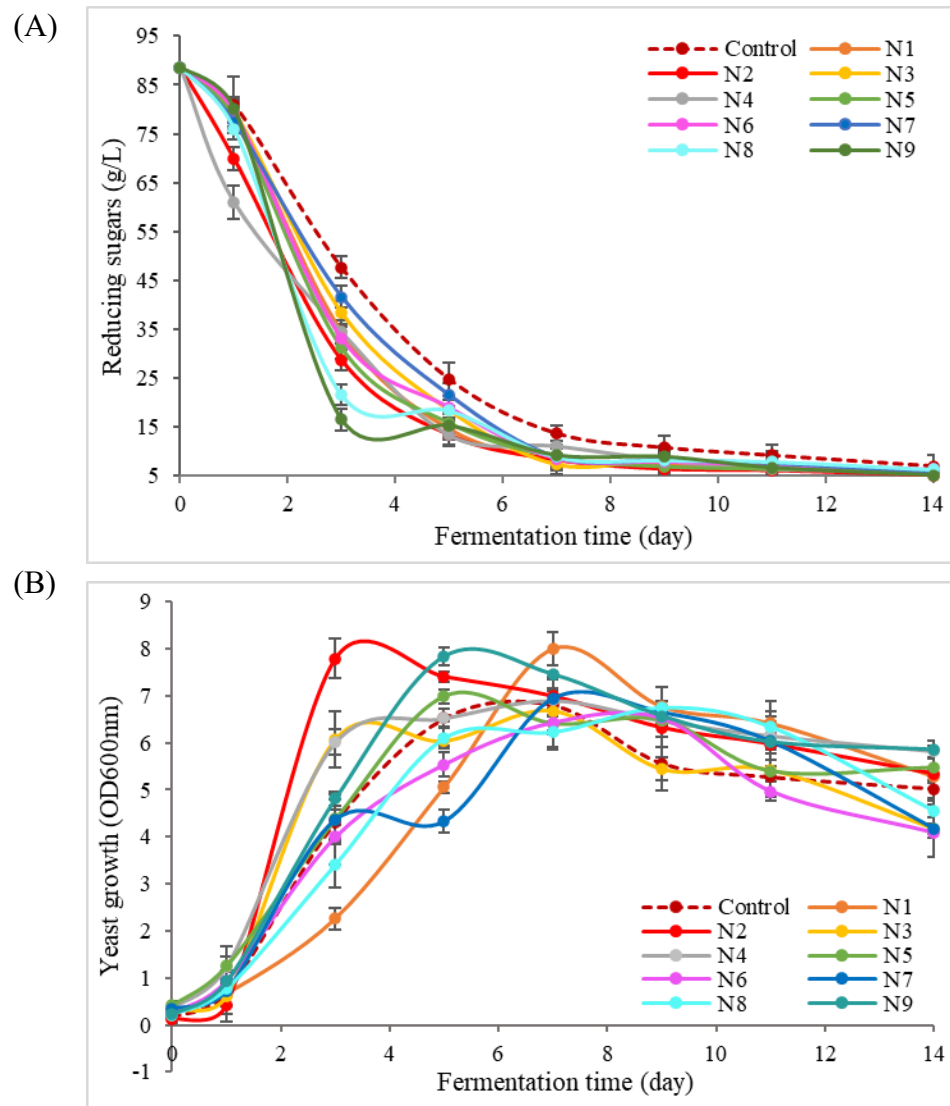 (A)
95
85
75
65
55
45
35
25
15
5
Reducing sugars (g/L)
Control N1
N2 N3
N4 N5
N6 N7
N8 N9
0 2 4 6 8 10 12 14
Fermentation time (day)
(B)
9
8
7
6
5
4
3
2
1
0
-1
Yeast growth (OD600nm)
Control N1
N2 N3
N4 N5
N6 N7
N8 N9
0 2 4 6 8 10 12 14
Fermentation time (day)